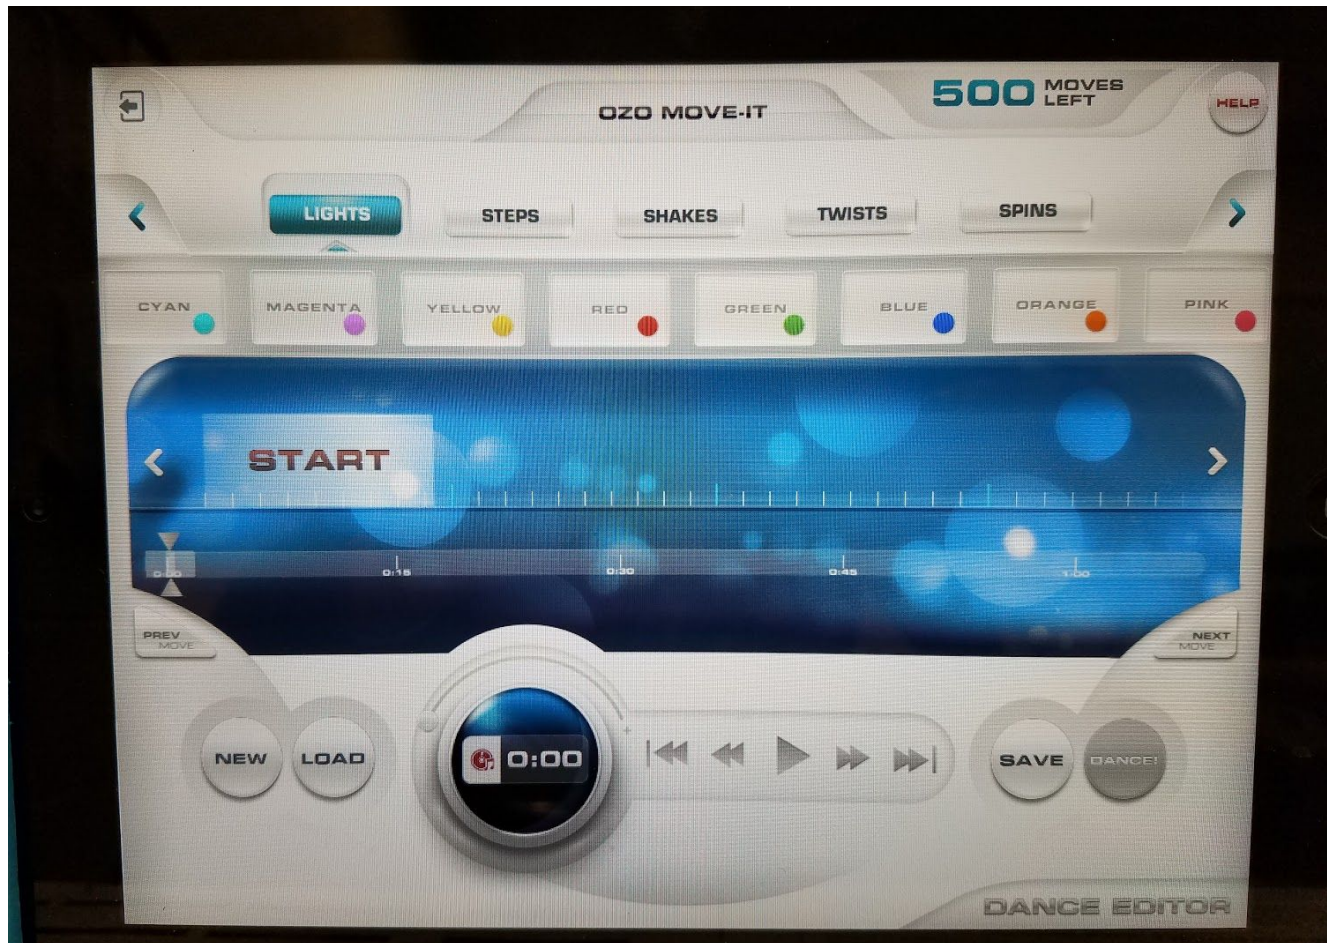 OZO MOVE-IT
500 MOVES LEFT
HELP
LIGHTS STEPS SHAKES TWISTS SPINS
CYAN MAGENTA YELLOW RED GREEN BLUE ORANGE PINK
START
0:00 0:15 0:30 0:45 1:00
PREV MOVE
NEXT MOVE
NEW LOAD 0:00 SAVE DANCE!
DANCE EDITOR